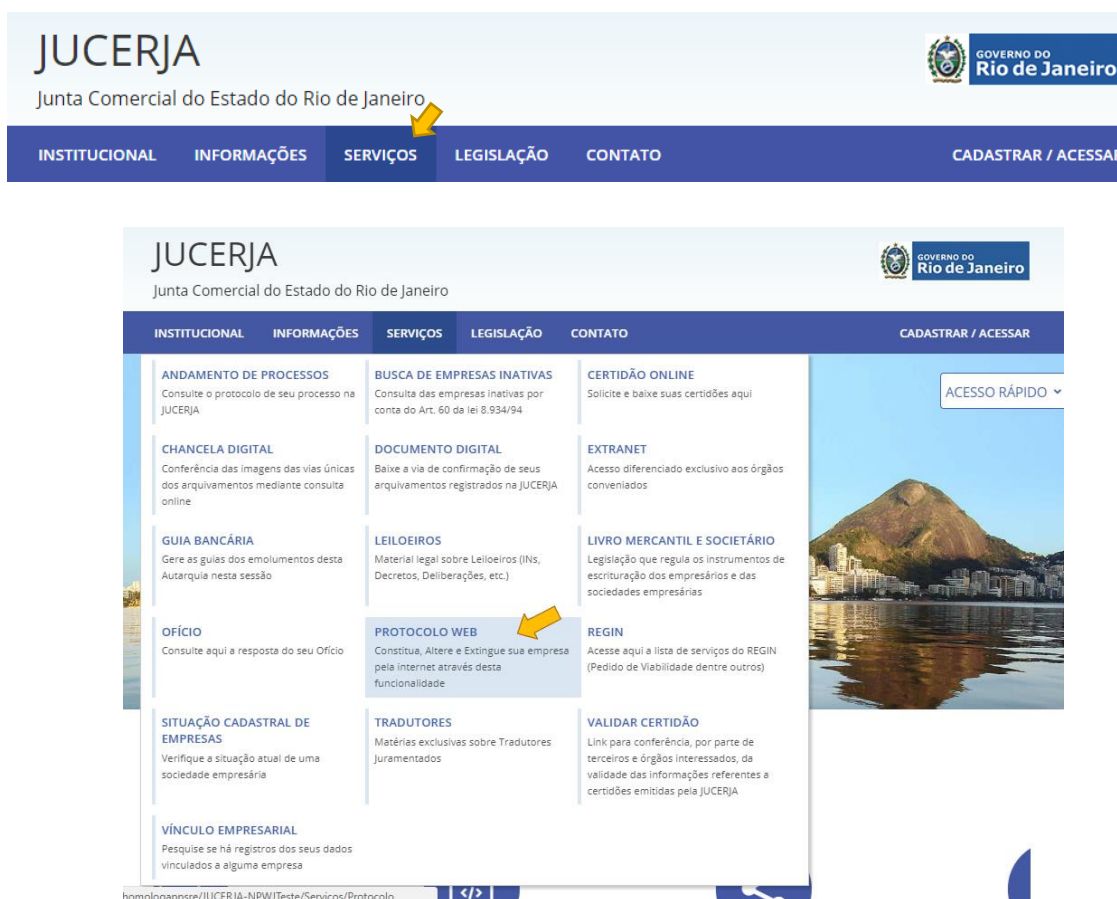 JUCERJA
Junta Comercial do Estado do Rio de Janeiro
GOVERNO DO
Rio de Janeiro
INSTITUCIONAL INFORMAÇÕES SERVIÇOS LEGISLAÇÃO CONTATO CADASTRAR / ACESSAR
JUCERJA
Junta Comercial do Estado do Rio de Janeiro
GOVERNO DO
Rio de Janeiro
INSTITUCIONAL INFORMAÇÕES SERVIÇOS LEGISLAÇÃO CONTATO CADASTRAR / ACESSAR
ACESSO RÁPIDO
ANDAMENTO DE PROCESSOS
Consulte o protocolo de seu processo na
JUCERJA
BUSCA DE EMPRESAS INATIVAS
Consulta das empresas inativas por
conta do Art. 60 da lei 8.934/94
CERTIDÃO ONLINE
Solicite e baixe suas certidões aqui
CHANCELA DIGITAL
Conferência das imagens das vias únicas
dos arquivamentos mediante consulta
online
DOCUMENTO DIGITAL
Baixe a via de confirmação de seus
arquivamentos registrados na JUCERJA
EXTRANET
Acesso diferenciado exclusivo aos órgãos
conveniados
GUIA BANCÁRIA
Gere as guias dos emolumentos desta
Autarquia nesta sessão
LEILOEIROS
Material legal sobre Leiloeiros (INs,
Decretos, Deliberações, etc.)
LIVRO MERCANTIL E SOCIETÁRIO
Legislação que regula os instrumentos de
escrituração dos empresários e das
sociedades empresárias
OFÍCIO
Consulte aqui a resposta do seu Ofício
PROTOCOLO WEB
Constitua, Altere e Extingue sua empresa
pela internet através desta
funcionalidade
REGIN
Acesse aqui a lista de serviços do REGIN
(Pedido de Viabilidade dentre outros)
SITUAÇÃO CADASTRAL DE
EMPRESAS
Verifique a situação atual de uma
sociedade empresária
TRADUTORES
Matérias exclusivas sobre Tradutores
Juramentados
VALIDAR CERTIDÃO
Link para conferência, por parte de
terceiros e órgãos interessados, da
validade das informações referentes a
certidões emitidas pela JUCERJA
VÍNCULO EMPRESARIAL
Pesquise se há registros dos seus dados
vinculados a alguma empresa